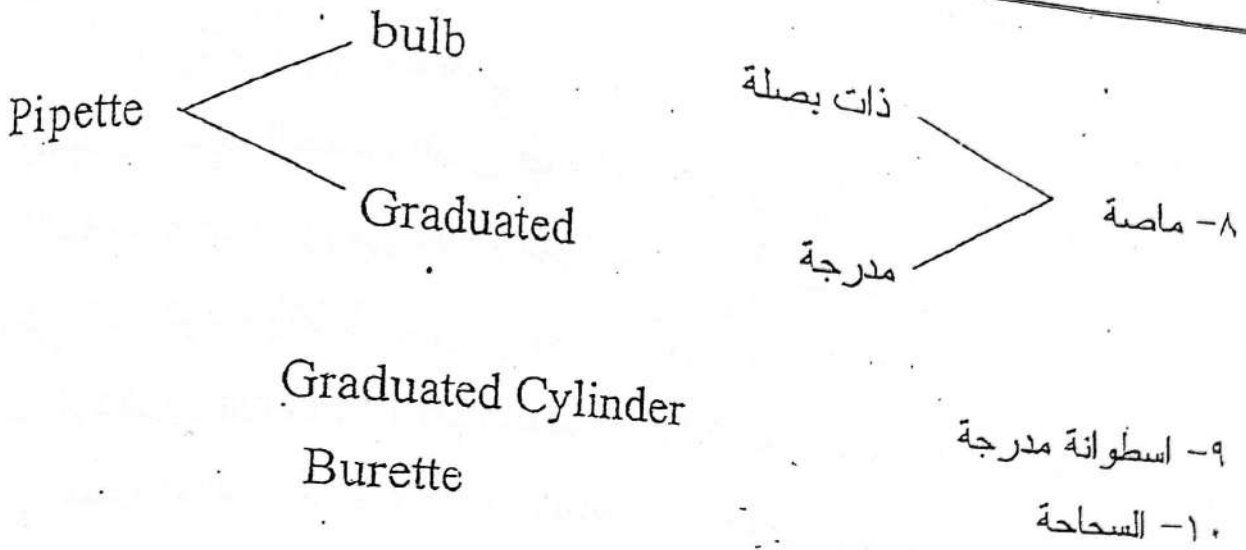 bulb
ذات بصلة
Pipette
٨- ماصة
Graduated
مدرجة
Graduated Cylinder
٩- اسطوانة مدرجة
Burette
١٠- السحاحة